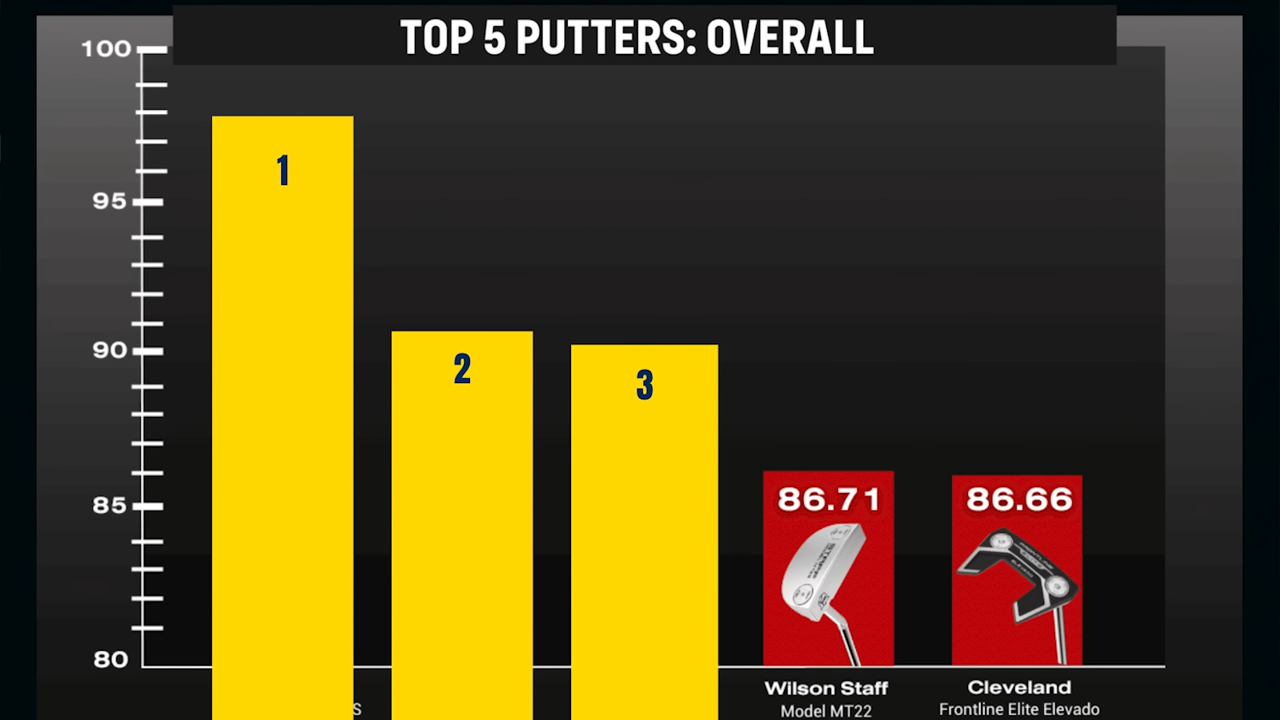 TOP 5 PUTTERS: OVERALL
100
95
90
85
80
1
2
3
86.71
86.66
S
Wilson Staff
Model MT22
Cleveland
Frontline Elite Elevado